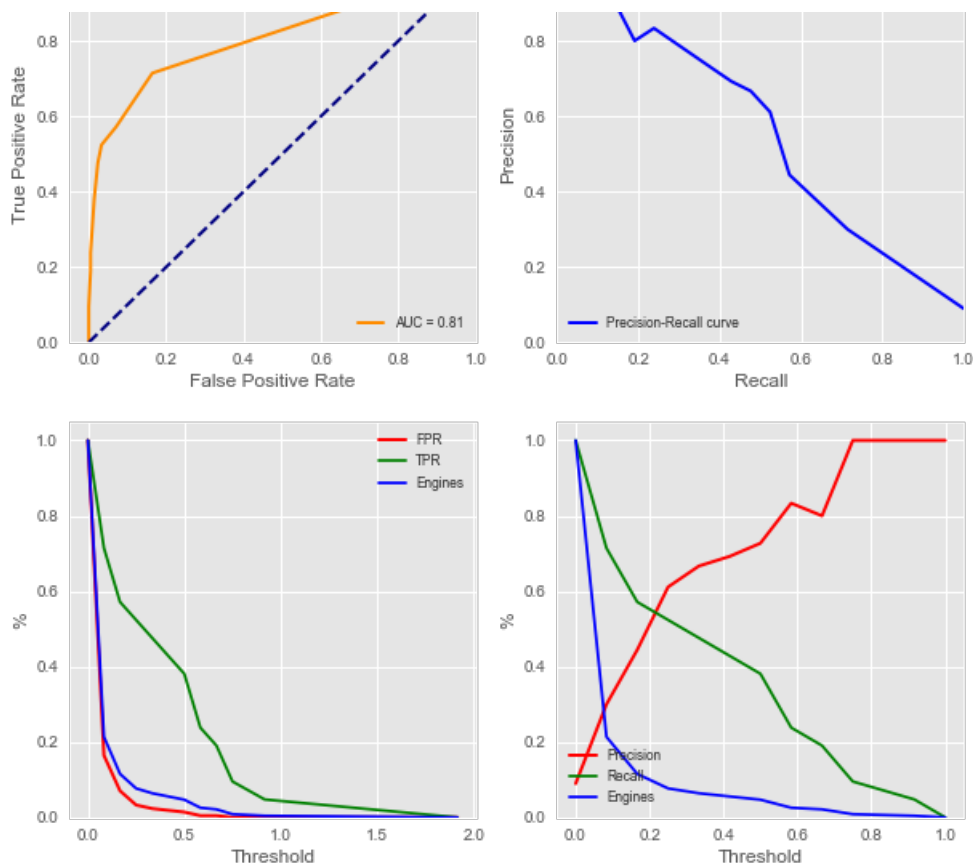 0.8
0.6
0.4
0.2
0.0
True Positive Rate
AUC = 0.81
0.0 0.2 0.4 0.6 0.8 1.0
False Positive Rate
0.8
0.6
0.4
0.2
0.0
Precision
Precision-Recall curve
0.0 0.2 0.4 0.6 0.8 1.0
Recall
1.0
0.8
0.6
0.4
0.2
0.0
%
FPR
TPR
Engines
0.0 0.5 1.0 1.5 2.0
Threshold
1.0
0.8
0.6
0.4
0.2
0.0
%
Precision
Recall
Engines
0.0 0.2 0.4 0.6 0.8 1.0
Threshold